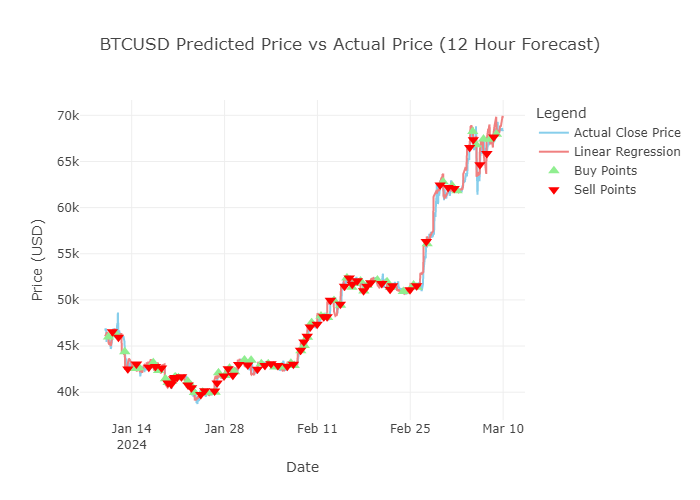 BTCUSD Predicted Price vs Actual Price (12 Hour Forecast)
Legend
Actual Close Price
Linear Regression
Buy Points
Sell Points
Price (USD)
70k
65k
60k
55k
50k
45k
40k
Jan 14
2024
Jan 28
Feb 11
Feb 25
Mar 10
Date